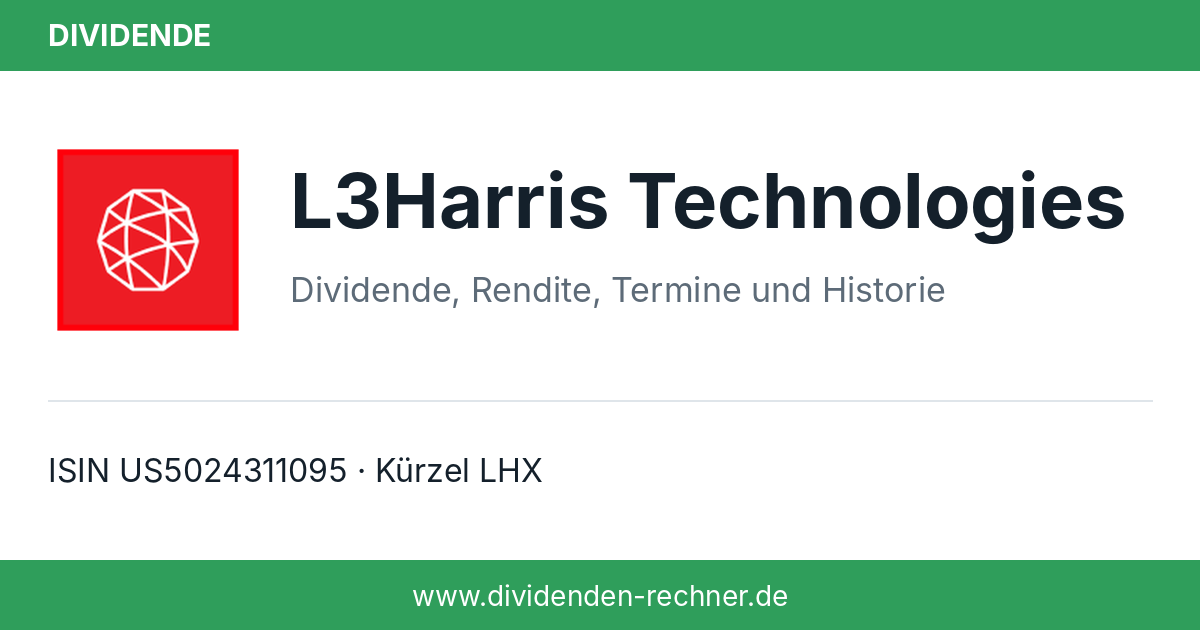 DIVIDENDE
L3Harris Technologies
Dividende, Rendite, Termine und Historie
ISIN US5024311095 · Kürzel LHX
www.dividenden-rechner.de